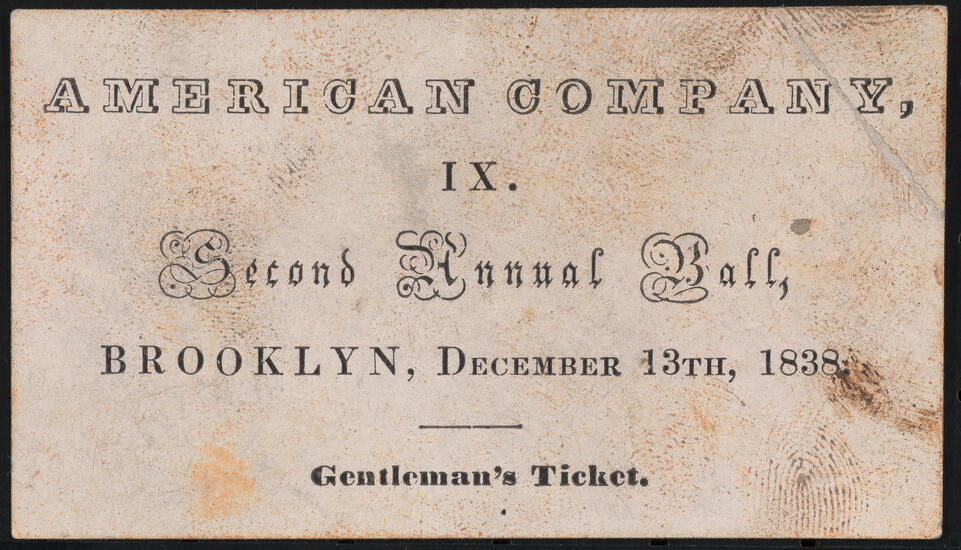 AMERICAN COMPANY,
IX.
Second Annual Ball,
BROOKLYN, DECEMBER 13TH, 1838.
Gentleman's Ticket.